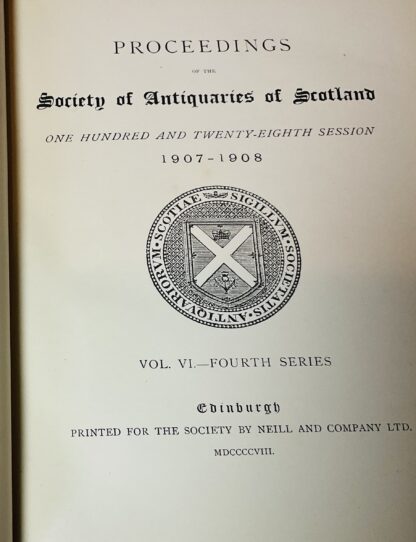 PROCEEDINGS
OF THE
Society of Antiquaries of Scotland
ONE HUNDRED AND TWENTY-EIGHTH SESSION
1907-1908
SIGILLVM · SOCIETATIS · ANTIQVARIORVM · SCOTIAE
VOL. VI.—FOURTH SERIES
Edinburgh
PRINTED FOR THE SOCIETY BY NEILL AND COMPANY LTD.
MDCCCCVIII.